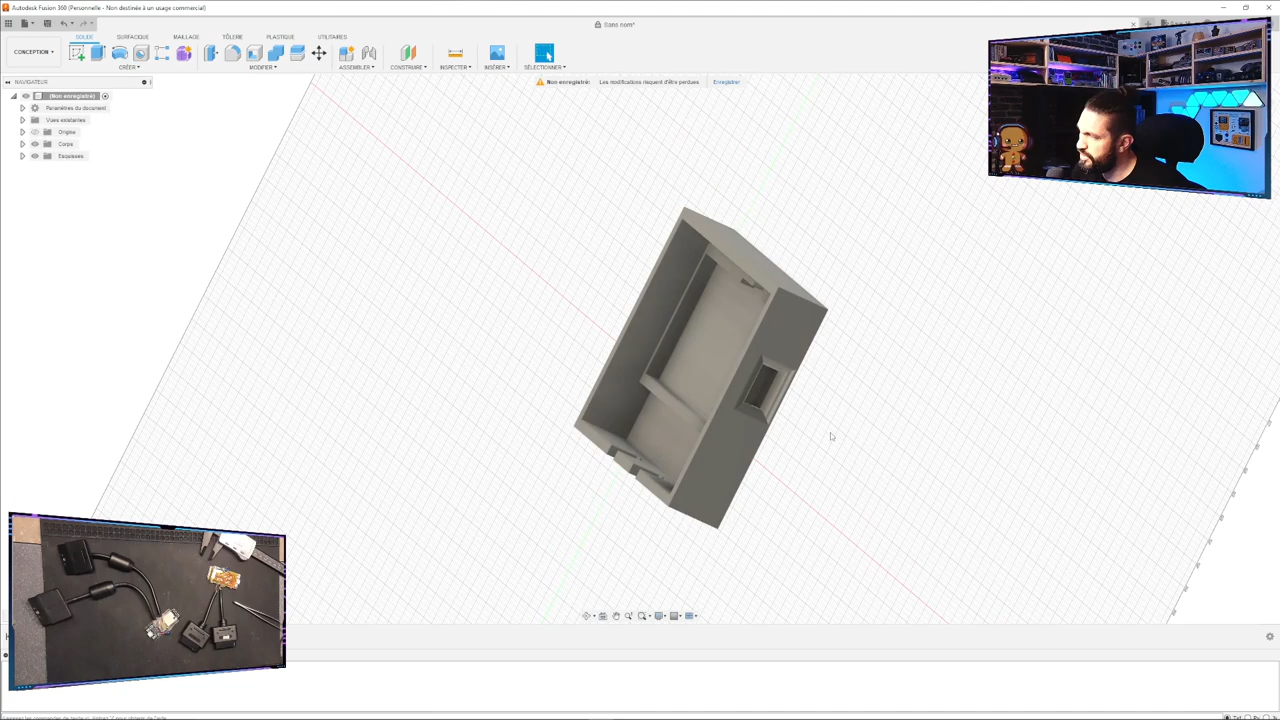 Autodesk Fusion 360 (Personnelle - Non destinée à un usage commercial)
Sans nom*
CONCEPTION
SOLIDE
SURFACIQUE
MAILLAGE
TÔLERIE
PLASTIQUE
UTILITAIRES
CRÉER
MODIFIER
ASSEMBLER
CONSTRUIRE
INSPECTER
INSÉRER
SÉLECTIONNER
NAVIGATEUR
Non enregistré:
Les modifications risquent d'être perdues
Enregistrer
(Non enregistré)
Paramètres du document
Vues existantes
Origine
Corps
Esquisses
Txt
Py